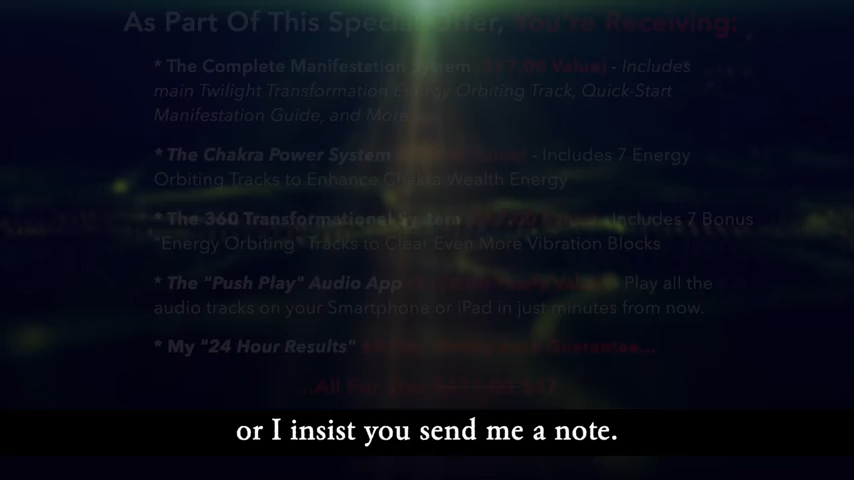 As Part Of This Special Offer, You're Receiving:
* The Complete Manifestation System Value) - Includes
main Twilight Transformation Energy Orbiting Track, Quick-Start
Manifestation Guide, and More
* The Chakra Power System - Includes 7 Energy
Orbiting Tracks to Enhance Chakra Wealth Energy
* The 360 Transformational System - Includes 7 Bonus
"Energy Orbiting" Tracks to Clear Even More Vibration Blocks
* The "Push Play" Audio App Play all the
audio tracks on your Smartphone or iPad in just minutes from now.
* My "24 Hour Results" Guarantee...
...All For
or I insist you send me a note.